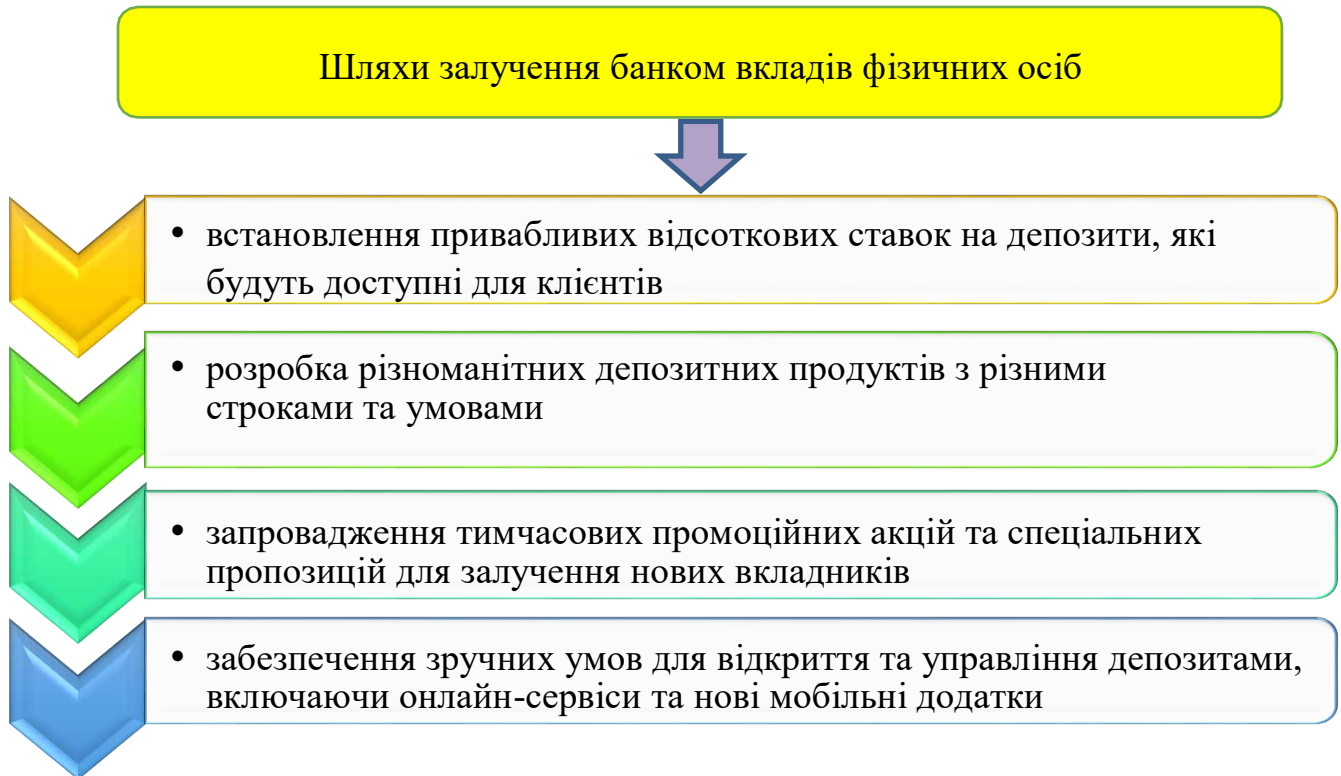 Шляхи залучення банком вкладів фізичних осіб
• встановлення привабливих відсоткових ставок на депозити, які
будуть доступні для клієнтів
• розробка різноманітних депозитних продуктів з різними
строками та умовами
• запровадження тимчасових промоційних акцій та спеціальних
пропозицій для залучення нових вкладників
• забезпечення зручних умов для відкриття та управління депозитами,
включаючи онлайн-сервіси та нові мобільні додатки